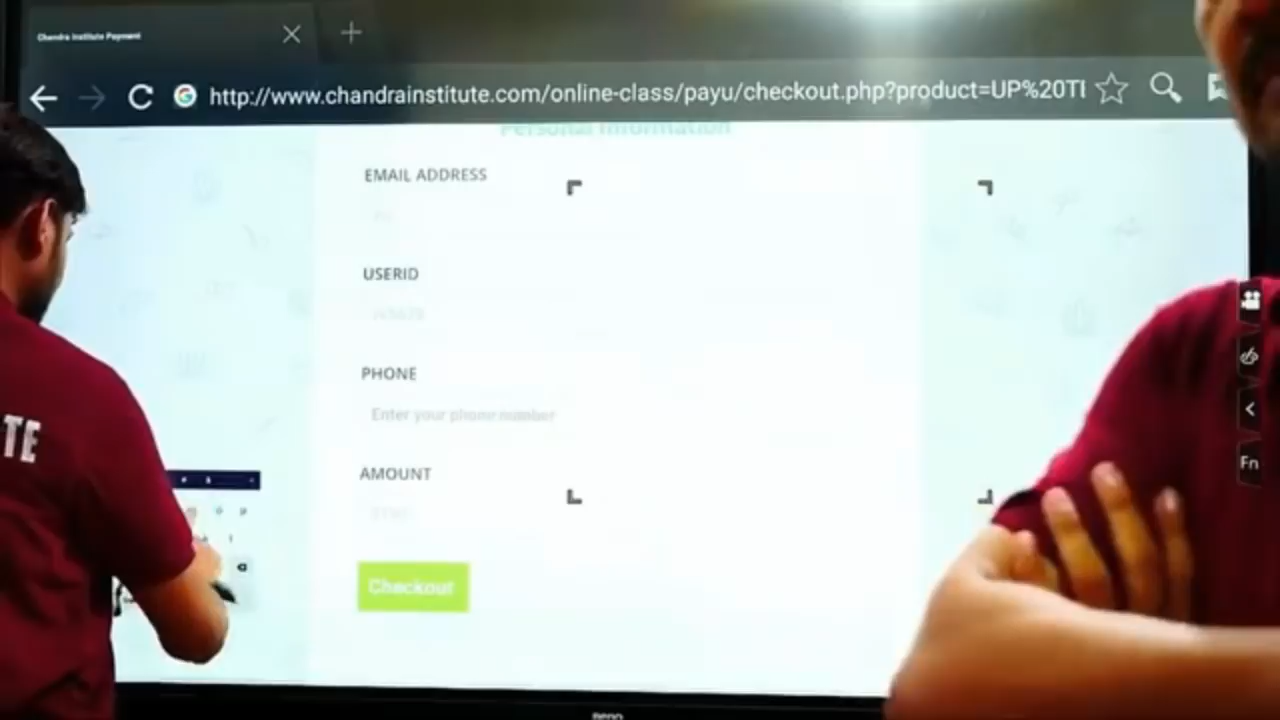 Chandra Institute Payment
http://www.chandrainstitute.com/online-class/payu/checkout.php?product=UP%20TI
Personal Information
EMAIL ADDRESS
USERID
PHONE
Enter your phone number
AMOUNT
Checkout
TE
Fn
BenQ